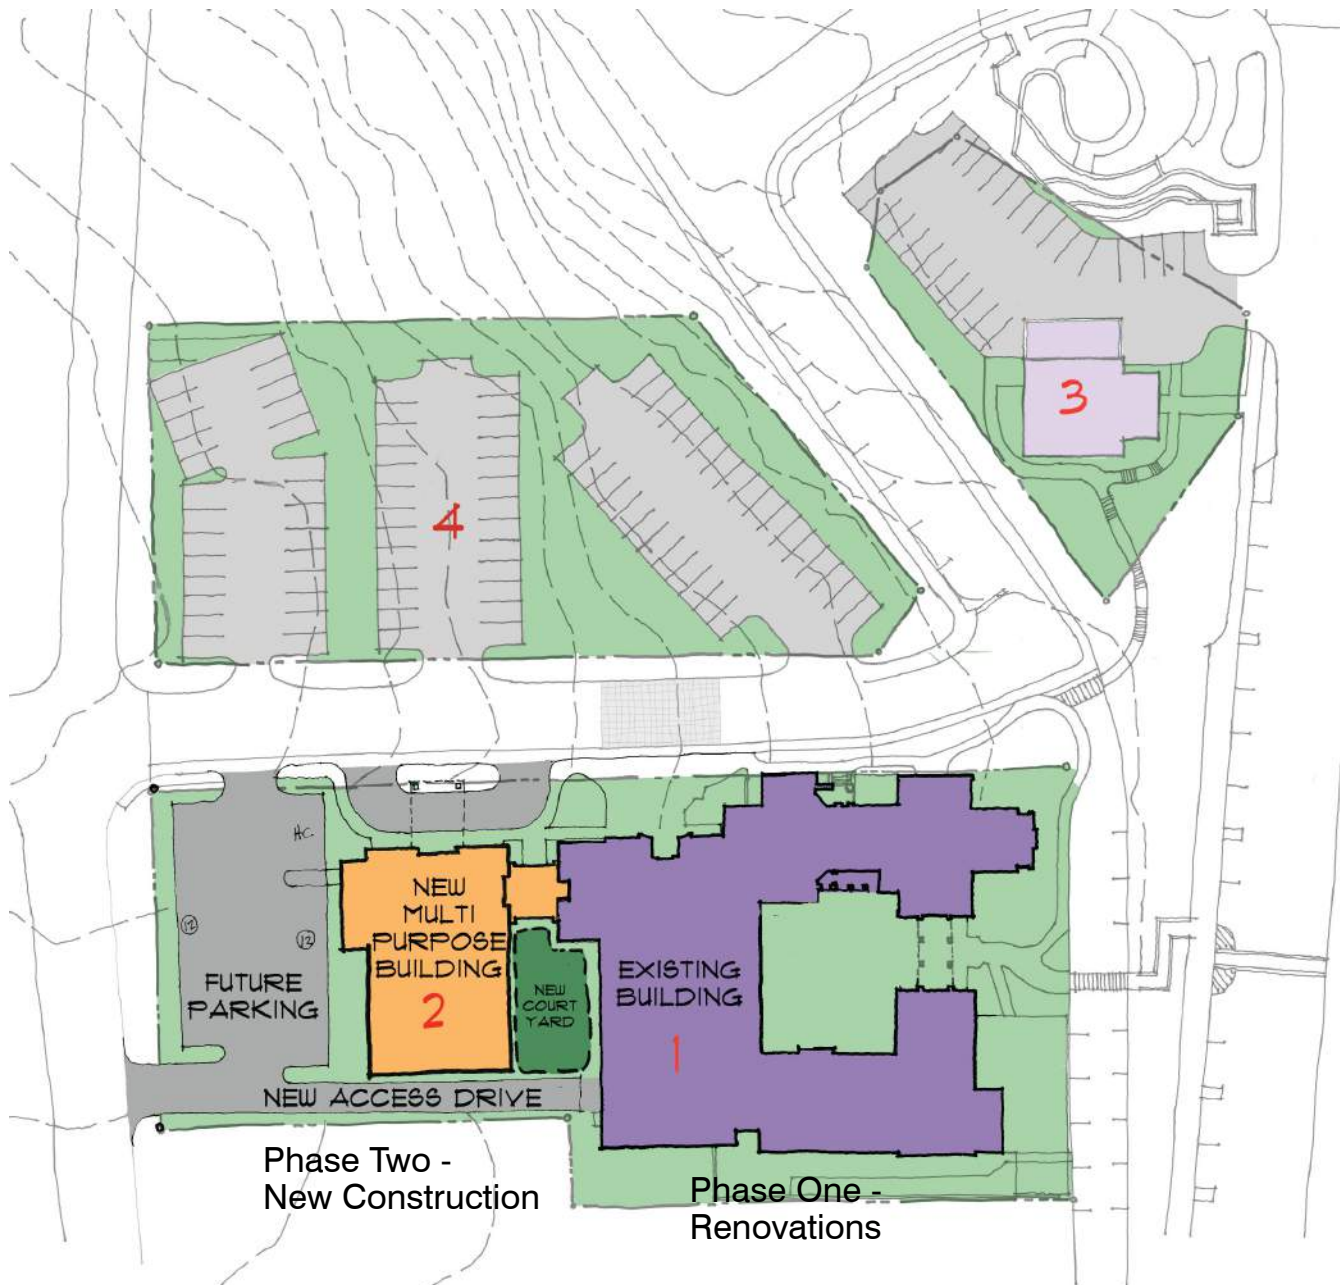 3
4
HC.
NEW
MULTI
PURPOSE
BUILDING
2
12
12
FUTURE
PARKING
NEW
COURT
YARD
EXISTING
BUILDING
1
NEW ACCESS DRIVE
Phase Two -
New Construction
Phase One -
Renovations